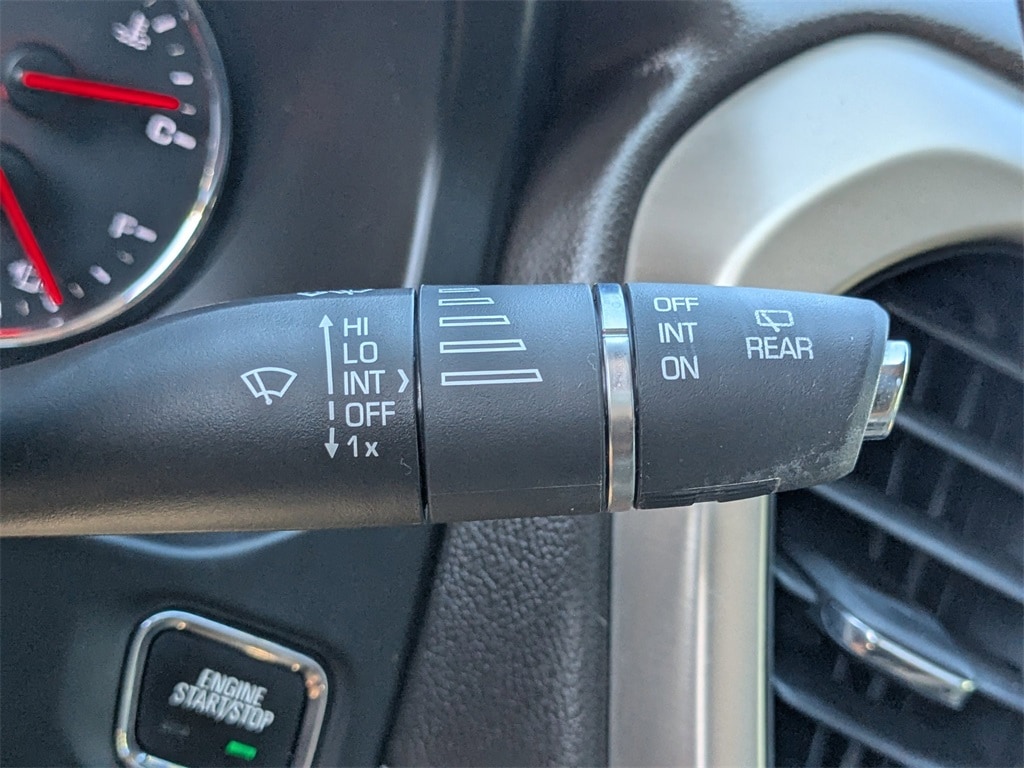 C
F
HI
LO
INT
OFF
1x
OFF
INT
ON
REAR
ENGINE
START/STOP